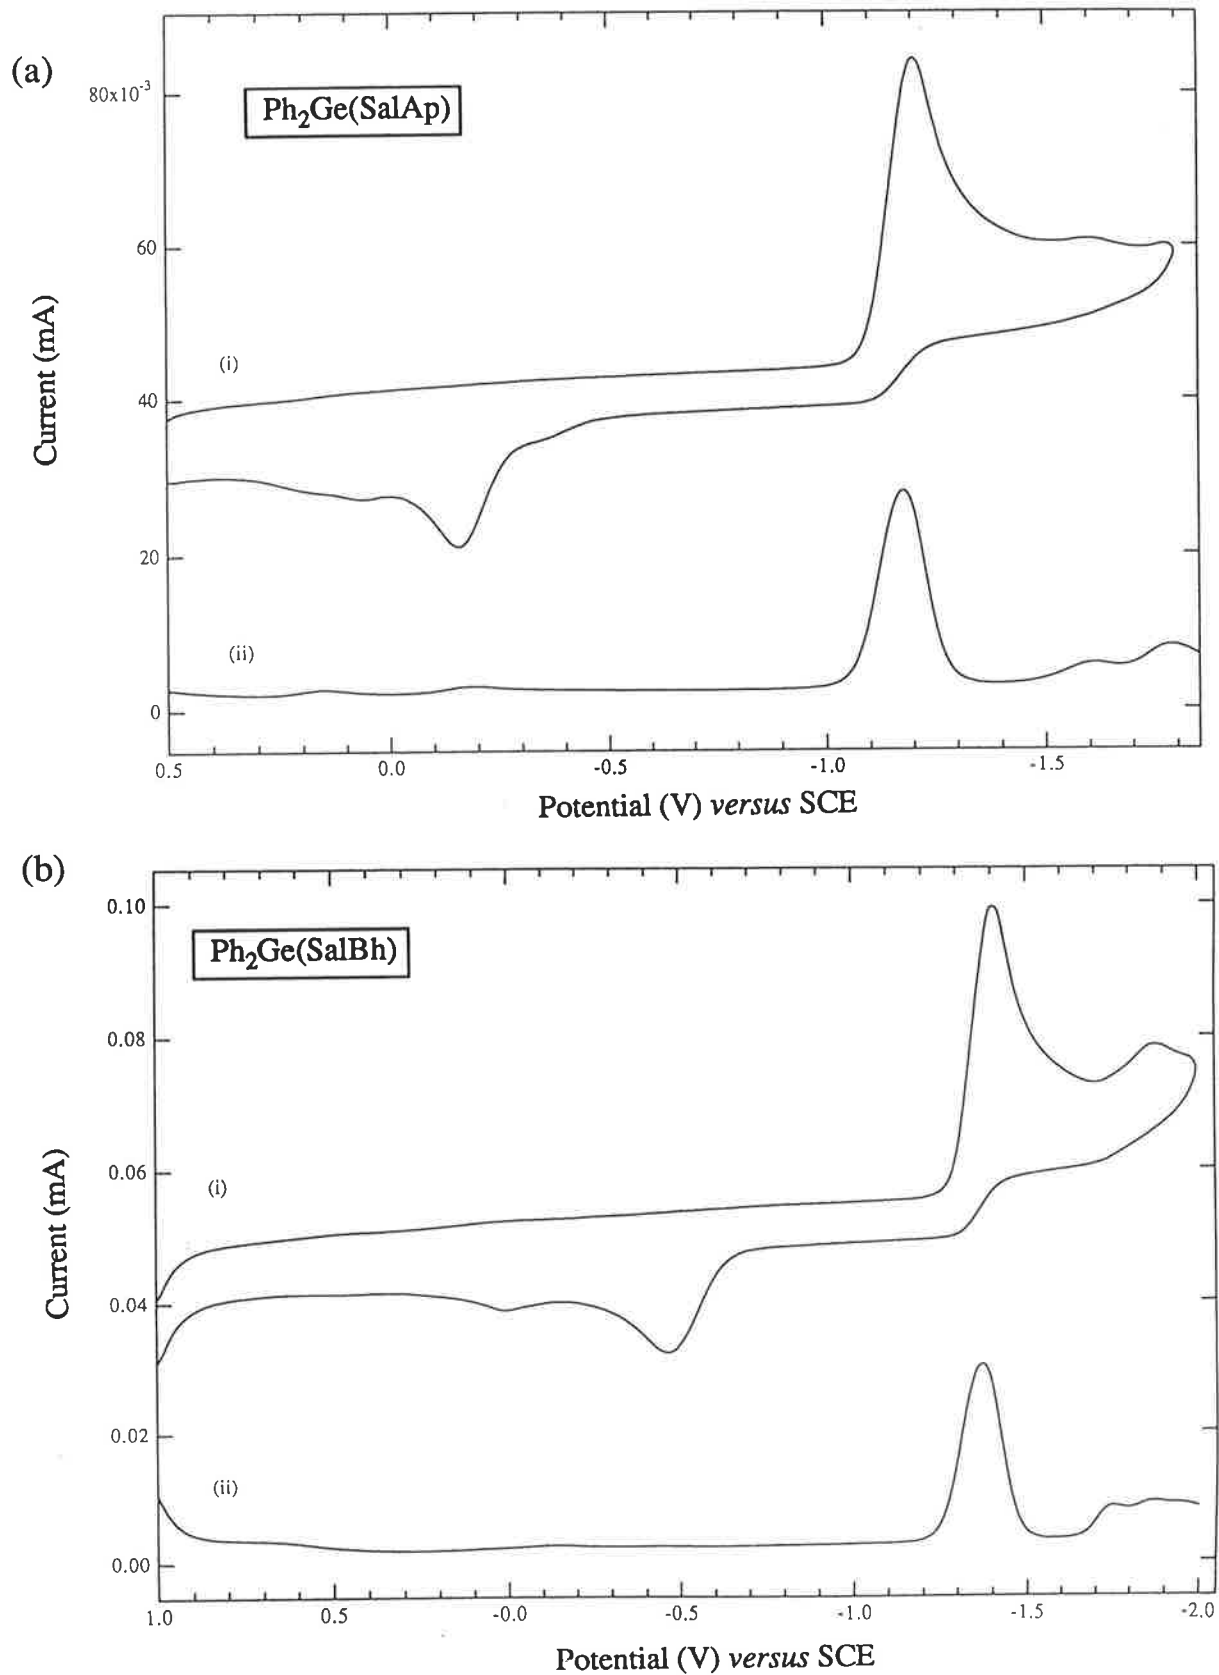 (a)
Ph2Ge(SalAp)
80x10-3
60
40
20
0
Current (mA)
(i)
(ii)
0.5 0.0 -0.5 -1.0 -1.5
Potential (V) versus SCE
(b)
Ph2Ge(SalBh)
0.10
0.08
0.06
0.04
0.02
0.00
Current (mA)
(i)
(ii)
1.0 0.5 -0.0 -0.5 -1.0 -1.5 -2.0
Potential (V) versus SCE